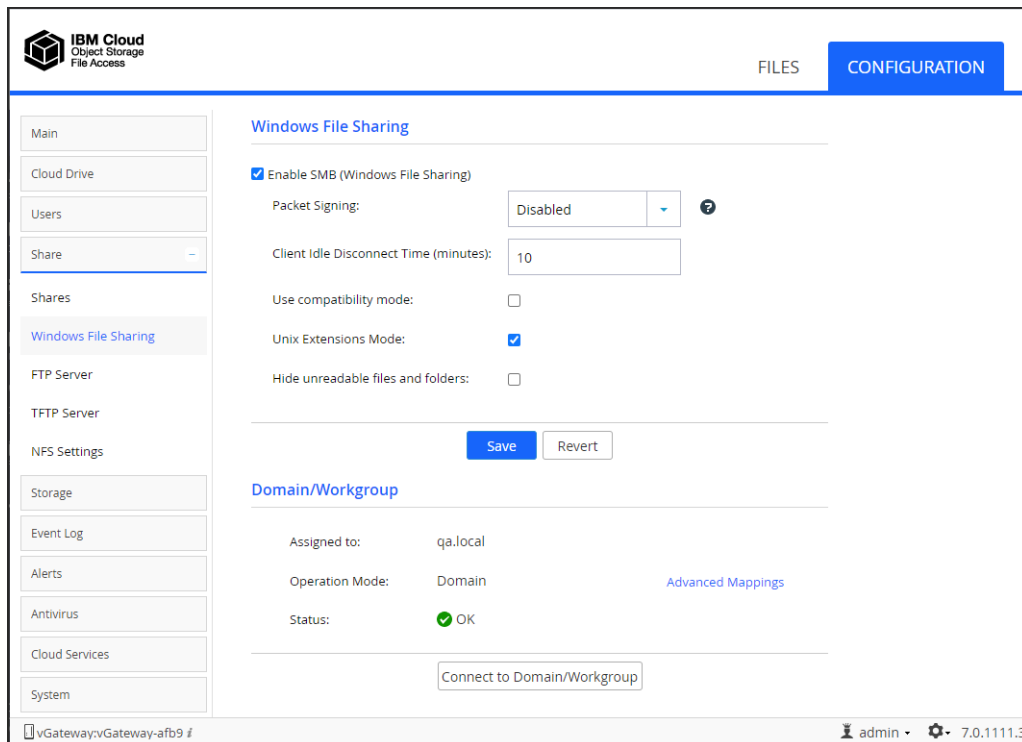 IBM Cloud
Object Storage
File Access
FILES
CONFIGURATION
Main
Cloud Drive
Users
Share
Shares
Windows File Sharing
FTP Server
TFTP Server
NFS Settings
Storage
Event Log
Alerts
Antivirus
Cloud Services
System
Windows File Sharing
Enable SMB (Windows File Sharing)
Packet Signing: Disabled
Client Idle Disconnect Time (minutes): 10
Use compatibility mode:
Unix Extensions Mode:
Hide unreadable files and folders:
Save Revert
Domain/Workgroup
Assigned to: qa.local
Operation Mode: Domain Advanced Mappings
Status: OK
Connect to Domain/Workgroup
vGateway:vGateway-afb9 i admin 7.0.1111.3